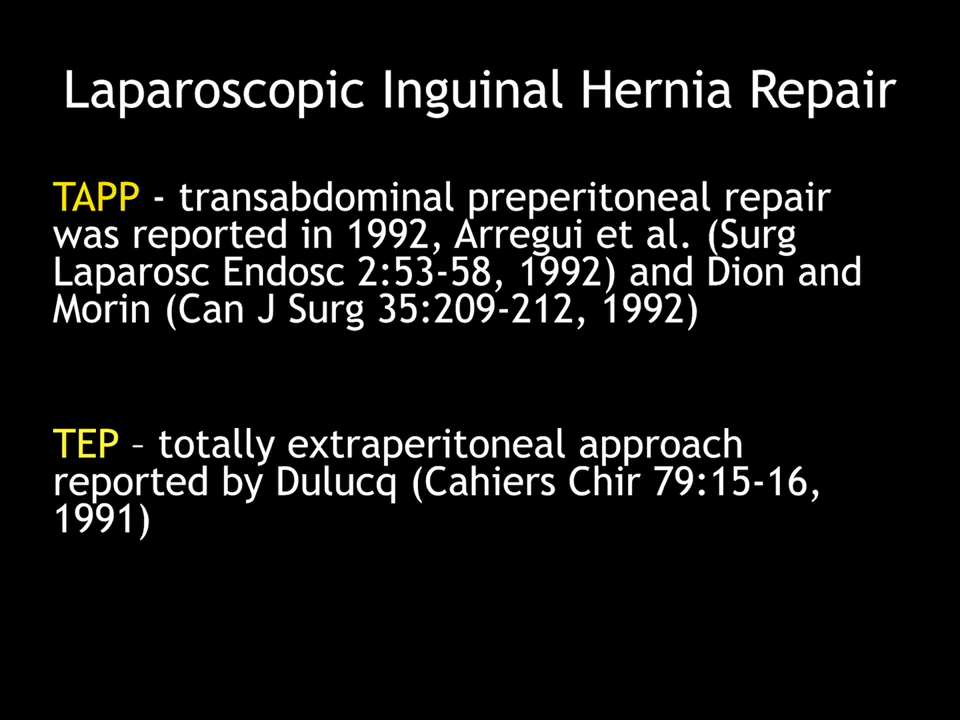 Laparoscopic Inguinal Hernia Repair
TAPP - transabdominal preperitoneal repair
was reported in 1992, Arregui et al. (Surg
Laparosc Endosc 2:53-58, 1992) and Dion and
Morin (Can J Surg 35:209-212, 1992)
TEP – totally extraperitoneal approach
reported by Dulucq (Cahiers Chir 79:15-16,
1991)